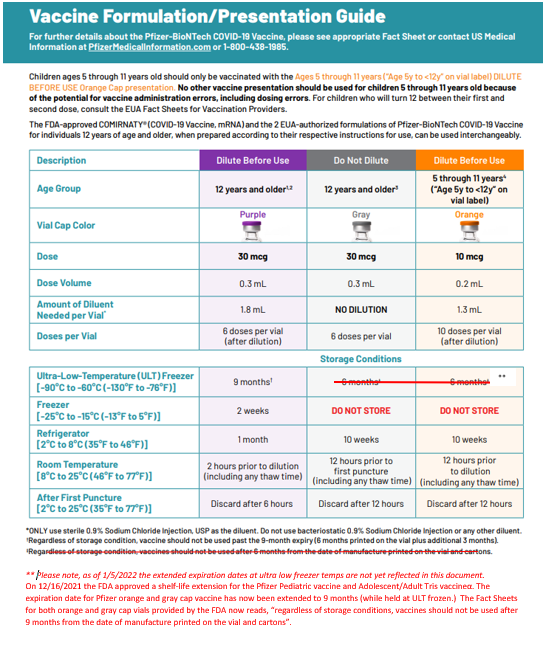 Vaccine Formulation/Presentation Guide
For further details about the Pfizer-BioNTech COVID-19 Vaccine, please see appropriate Fact Sheet or contact US Medical
Information at PfizerMedicalInformation.com or 1-800-438-1985.
Children ages 5 through 11 years old should only be vaccinated with the Ages 5 through 11 years ("Age 5y to <12y" on vial label) DILUTE
BEFORE USE Orange Cap presentation. No other vaccine presentation should be used for children 5 through 11 years old because
of the potential for vaccine administration errors, including dosing errors. For children who will turn 12 between their first and
second dose, consult the EUA Fact Sheets for Vaccination Providers.
The FDA-approved COMIRNATY® (COVID-19 Vaccine, mRNA) and the 2 EUA-authorized formulations of Pfizer-BioNTech COVID-19 Vaccine
for individuals 12 years of age and older, when prepared according to their respective instructions for use, can be used interchangeably.
Description Dilute Before Use Do Not Dilute Dilute Before Use
Age Group 12 years and older¹,² 12 years and older³ 5 through 11 years⁴
("Age 5y to <12y" on
vial label)
Vial Cap Color Purple Gray Orange
Dose 30 mcg 30 mcg 10 mcg
Dose Volume 0.3 mL 0.3 mL 0.2 mL
Amount of Diluent
Needed per Vial* 1.8 mL NO DILUTION 1.3 mL
Doses per Vial 6 doses per vial
(after dilution) 6 doses per vial 10 doses per vial
(after dilution)
Storage Conditions
Ultra-Low-Temperature (ULT) Freezer
[-90°C to -60°C (-130°F to -76°F)] 9 months† 6 months‡ 6 months‡ **
Freezer
[-25°C to -15°C (-13°F to 5°F)] 2 weeks DO NOT STORE DO NOT STORE
Refrigerator
[2°C to 8°C (35°F to 46°F)] 1 month 10 weeks 10 weeks
Room Temperature
[8°C to 25°C (46°F to 77°F)] 2 hours prior to dilution
(including any thaw time) 12 hours prior to
first puncture
(including any thaw time) 12 hours prior
to dilution
(including any thaw time)
After First Puncture
[2°C to 25°C (35°F to 77°F)] Discard after 6 hours Discard after 12 hours Discard after 12 hours
*ONLY use sterile 0.9% Sodium Chloride Injection, USP as the diluent. Do not use bacteriostatic 0.9% Sodium Chloride Injection or any other diluent.
†Regardless of storage condition, vaccine should not be used past the 9-month expiry (6 months printed on the vial plus additional 3 months).
‡Regardless of storage condition, vaccines should not be used after 6 months from the date of manufacture printed on the vial and cartons.
** Please note, as of 1/5/2022 the extended expiration dates at ultra low freezer temps are not yet reflected in this document.
On 12/16/2021 the FDA approved a shelf-life extension for the Pfizer Pediatric vaccine and Adolescent/Adult Tris vaccineα. The
expiration date for Pfizer orange and gray cap vaccine has now been extended to 9 months (while held at ULT frozen.) The Fact Sheets
for both orange and gray cap vials provided by the FDA now reads, "regardless of storage conditions, vaccines should not be used after
9 months from the date of manufacture printed on the vial and cartons".